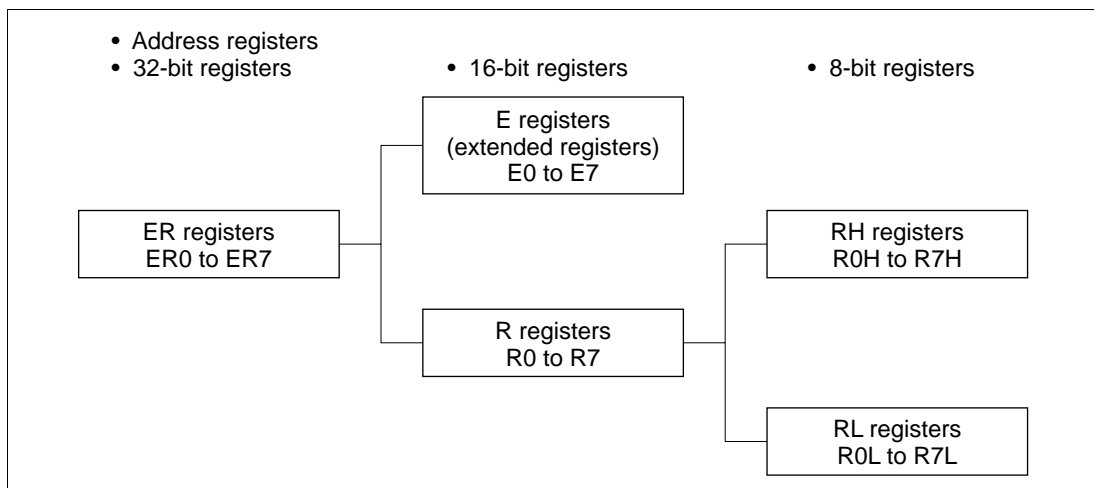 • Address registers
• 32-bit registers
• 16-bit registers
• 8-bit registers
E registers
(extended registers)
E0 to E7
ER registers
ER0 to ER7
RH registers
R0H to R7H
R registers
R0 to R7
RL registers
R0L to R7L